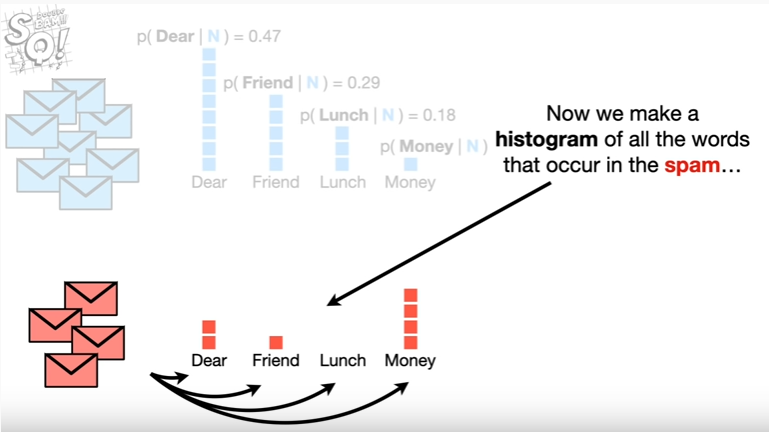 SQ!
p( Dear | N ) = 0.47
p( Friend | N ) = 0.29
p( Lunch | N ) = 0.18
p( Money | N )
Dear Friend Lunch Money
Now we make a
histogram of all the words
that occur in the spam…
Dear Friend Lunch Money